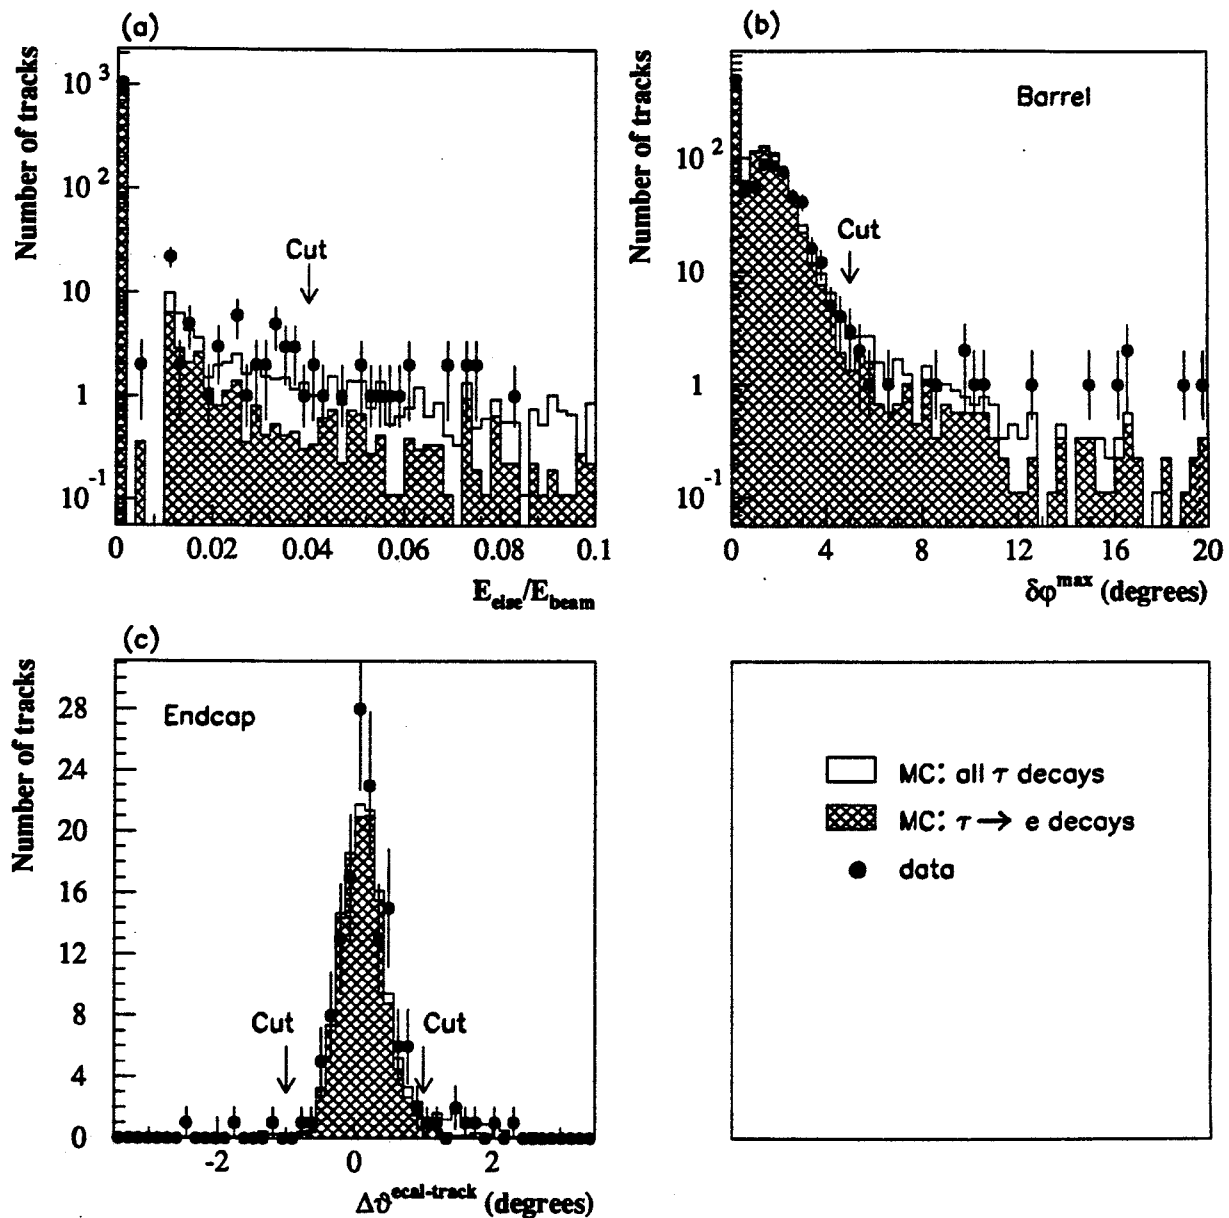 (a)
Number of tracks
10³
10²
10
1
10⁻¹
Cut
0 0.02 0.04 0.06 0.08 0.1
E_else/E_beam
(b)
Number of tracks
Barrel
10²
10
1
10⁻¹
Cut
0 4 8 12 16 20
δφ^max (degrees)
(c)
Number of tracks
Endcap
28
24
20
16
12
8
4
0
Cut Cut
-2 0 2
Δϑ^ecal-track (degrees)
MC: all τ decays
MC: τ → e decays
data